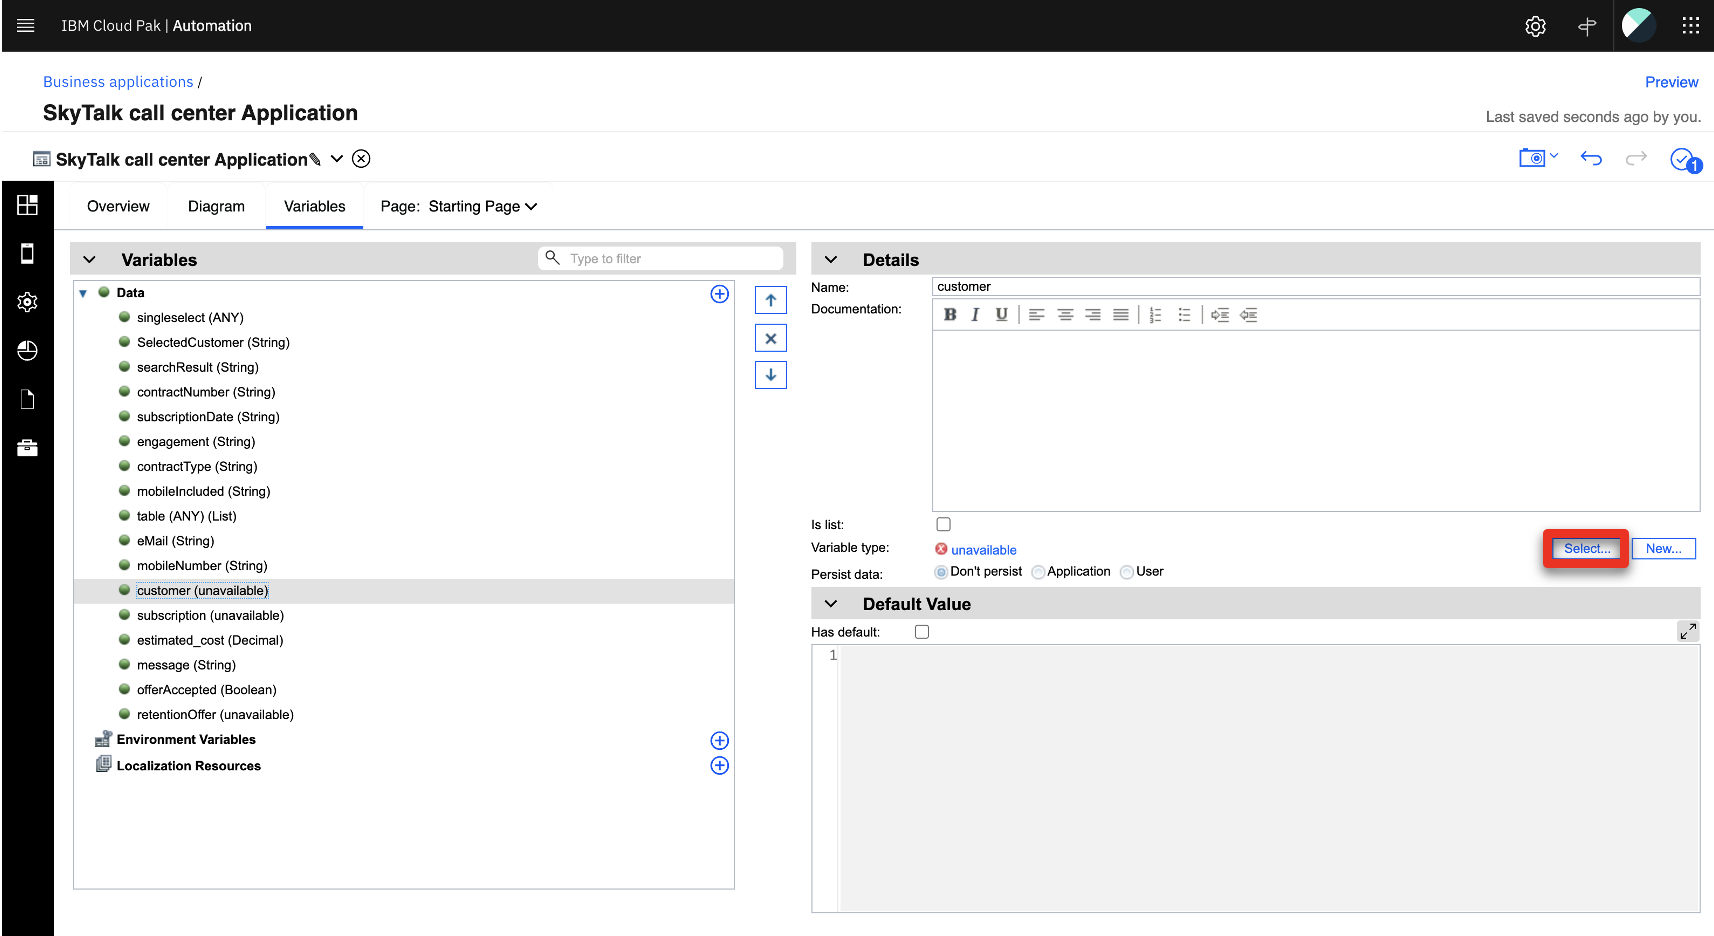 IBM Cloud Pak | Automation
Business applications /
Preview
SkyTalk call center Application
Last saved seconds ago by you.
SkyTalk call center Application
1
Overview
Diagram
Variables
Page: Starting Page
Variables
Type to filter
Data
singleselect (ANY)
SelectedCustomer (String)
searchResult (String)
contractNumber (String)
subscriptionDate (String)
engagement (String)
contractType (String)
mobileIncluded (String)
table (ANY) (List)
eMail (String)
mobileNumber (String)
customer (unavailable)
subscription (unavailable)
estimated_cost (Decimal)
message (String)
offerAccepted (Boolean)
retentionOffer (unavailable)
Environment Variables
Localization Resources
Details
Name: customer
Documentation:
B I U
Is list:
Variable type: unavailable
Select...
New...
Persist data: Don't persist Application User
Default Value
Has default:
1